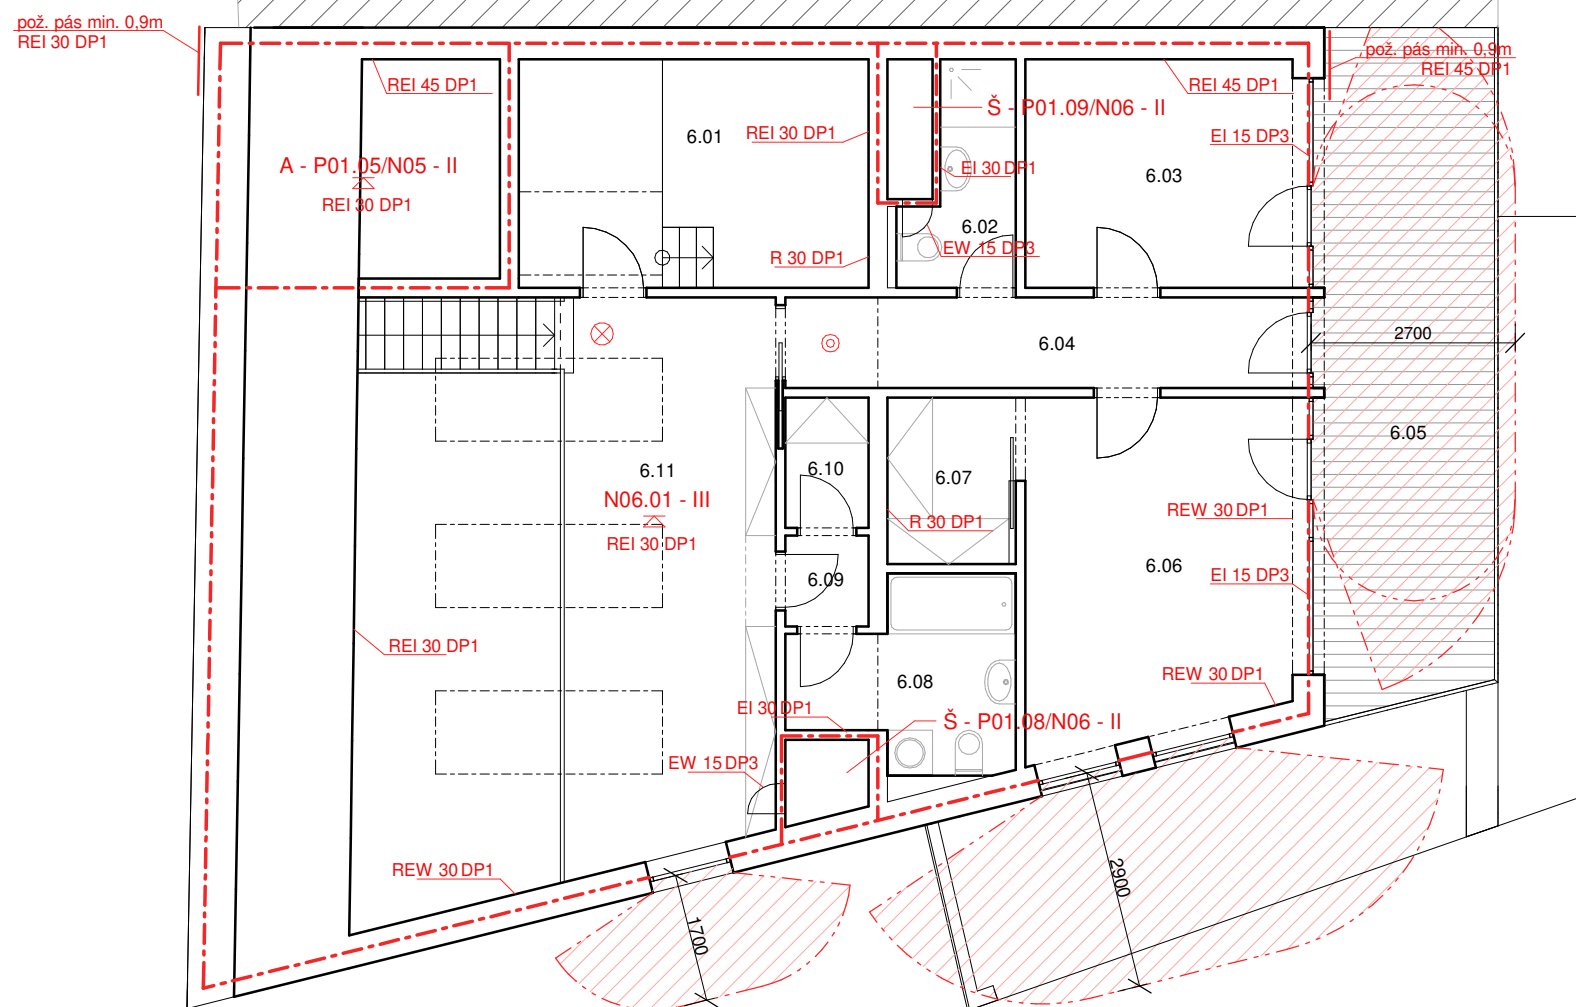 pož. pás min. 0,9m
REI 30 DP1
pož. pás min. 0,9m
REI 45 DP1
REI 45 DP1
REI 45 DP1
6.01
REI 30 DP1
Š - P01.09/N06 - II
EI 15 DP3
A - P01.05/N05 - II
REI 30 DP1
EI 30 DP1
6.03
6.02
EW 15 DP3
R 30 DP1
6.04
2700
6.05
6.11
N06.01 - III
REI 30 DP1
6.10
6.07
R 30 DP1
REW 30 DP1
6.09
6.06
EI 15 DP3
REI 30 DP1
6.08
REW 30 DP1
EI 30 DP1
Š - P01.08/N06 - II
EW 15 DP3
REW 30 DP1
2900
1700